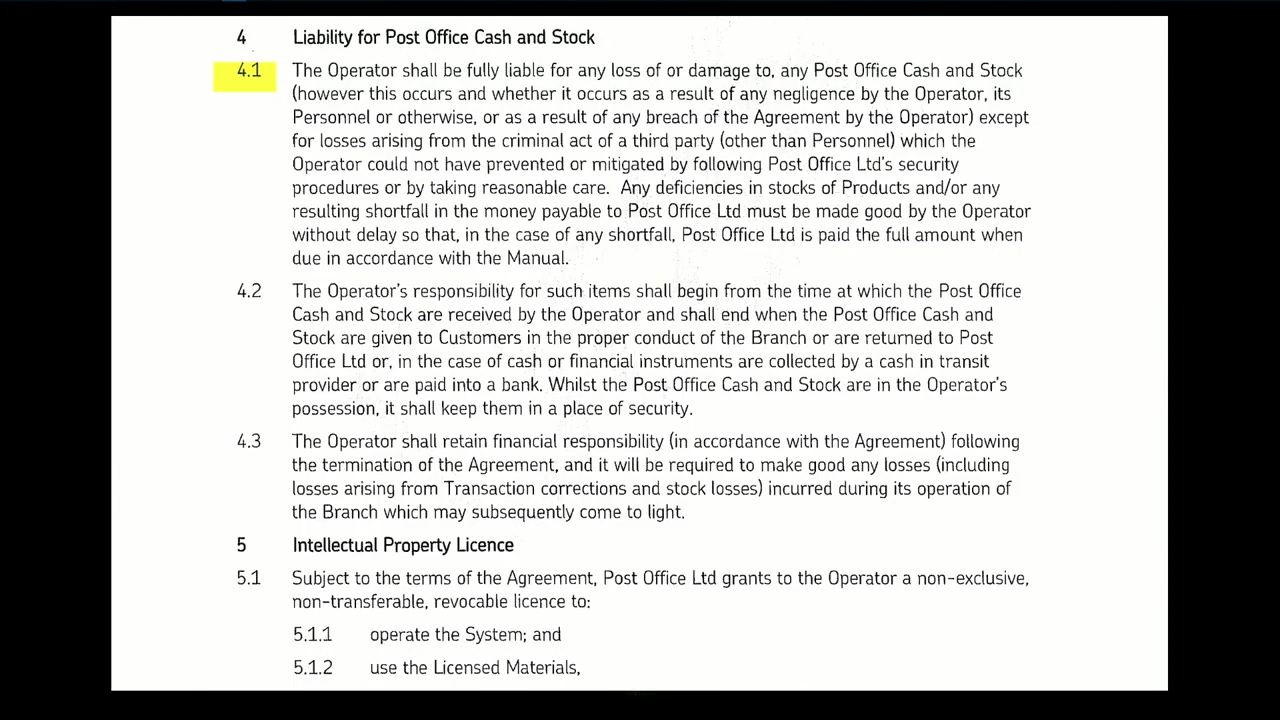 4 Liability for Post Office Cash and Stock
4.1 The Operator shall be fully liable for any loss of or damage to, any Post Office Cash and Stock
(however this occurs and whether it occurs as a result of any negligence by the Operator, its
Personnel or otherwise, or as a result of any breach of the Agreement by the Operator) except
for losses arising from the criminal act of a third party (other than Personnel) which the
Operator could not have prevented or mitigated by following Post Office Ltd's security
procedures or by taking reasonable care. Any deficiencies in stocks of Products and/or any
resulting shortfall in the money payable to Post Office Ltd must be made good by the Operator
without delay so that, in the case of any shortfall, Post Office Ltd is paid the full amount when
due in accordance with the Manual.
4.2 The Operator's responsibility for such items shall begin from the time at which the Post Office
Cash and Stock are received by the Operator and shall end when the Post Office Cash and
Stock are given to Customers in the proper conduct of the Branch or are returned to Post
Office Ltd or, in the case of cash or financial instruments are collected by a cash in transit
provider or are paid into a bank. Whilst the Post Office Cash and Stock are in the Operator's
possession, it shall keep them in a place of security.
4.3 The Operator shall retain financial responsibility (in accordance with the Agreement) following
the termination of the Agreement, and it will be required to make good any losses (including
losses arising from Transaction corrections and stock losses) incurred during its operation of
the Branch which may subsequently come to light.
5 Intellectual Property Licence
5.1 Subject to the terms of the Agreement, Post Office Ltd grants to the Operator a non-exclusive,
non-transferable, revocable licence to:
5.1.1 operate the System; and
5.1.2 use the Licensed Materials,